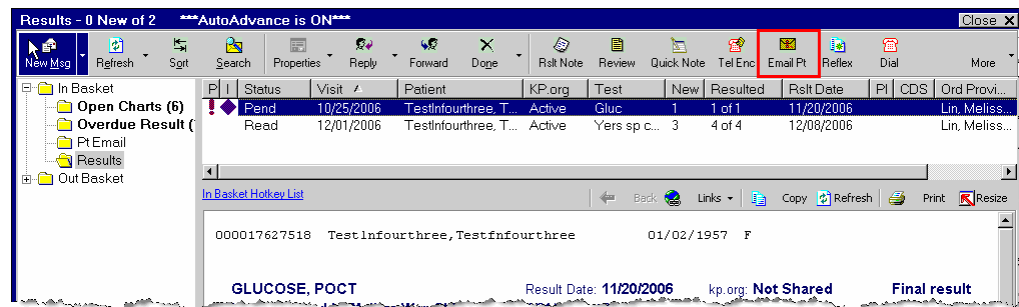 Results - 0 New of 2 ***AutoAdvance is ON*** Close X
New Msg Refresh Sort Search Properties Reply Forward Done Rslt Note Review Quick Note Tel Enc Email Pt Reflex Dial More
In Basket
Open Charts (6)
Overdue Result (
Pt Email
Results
Out Basket
P I Status Visit Patient KP.org Test New Resulted Rslt Date PI CDS Ord Provi...
Pend 10/25/2006 TestInfourthree, T... Active Gluc 1 1 of 1 11/20/2006 Lin, Meliss...
Read 12/01/2006 TestInfourthree, T... Active Yers sp c... 3 4 of 4 12/08/2006 Lin, Meliss...
In Basket Hotkey List Back Links Copy Refresh Print Resize
000017627518 TestInfourthree,Testfnfourthree 01/02/1957 F
GLUCOSE, POCT Result Date: 11/20/2006 kp.org: Not Shared Final result